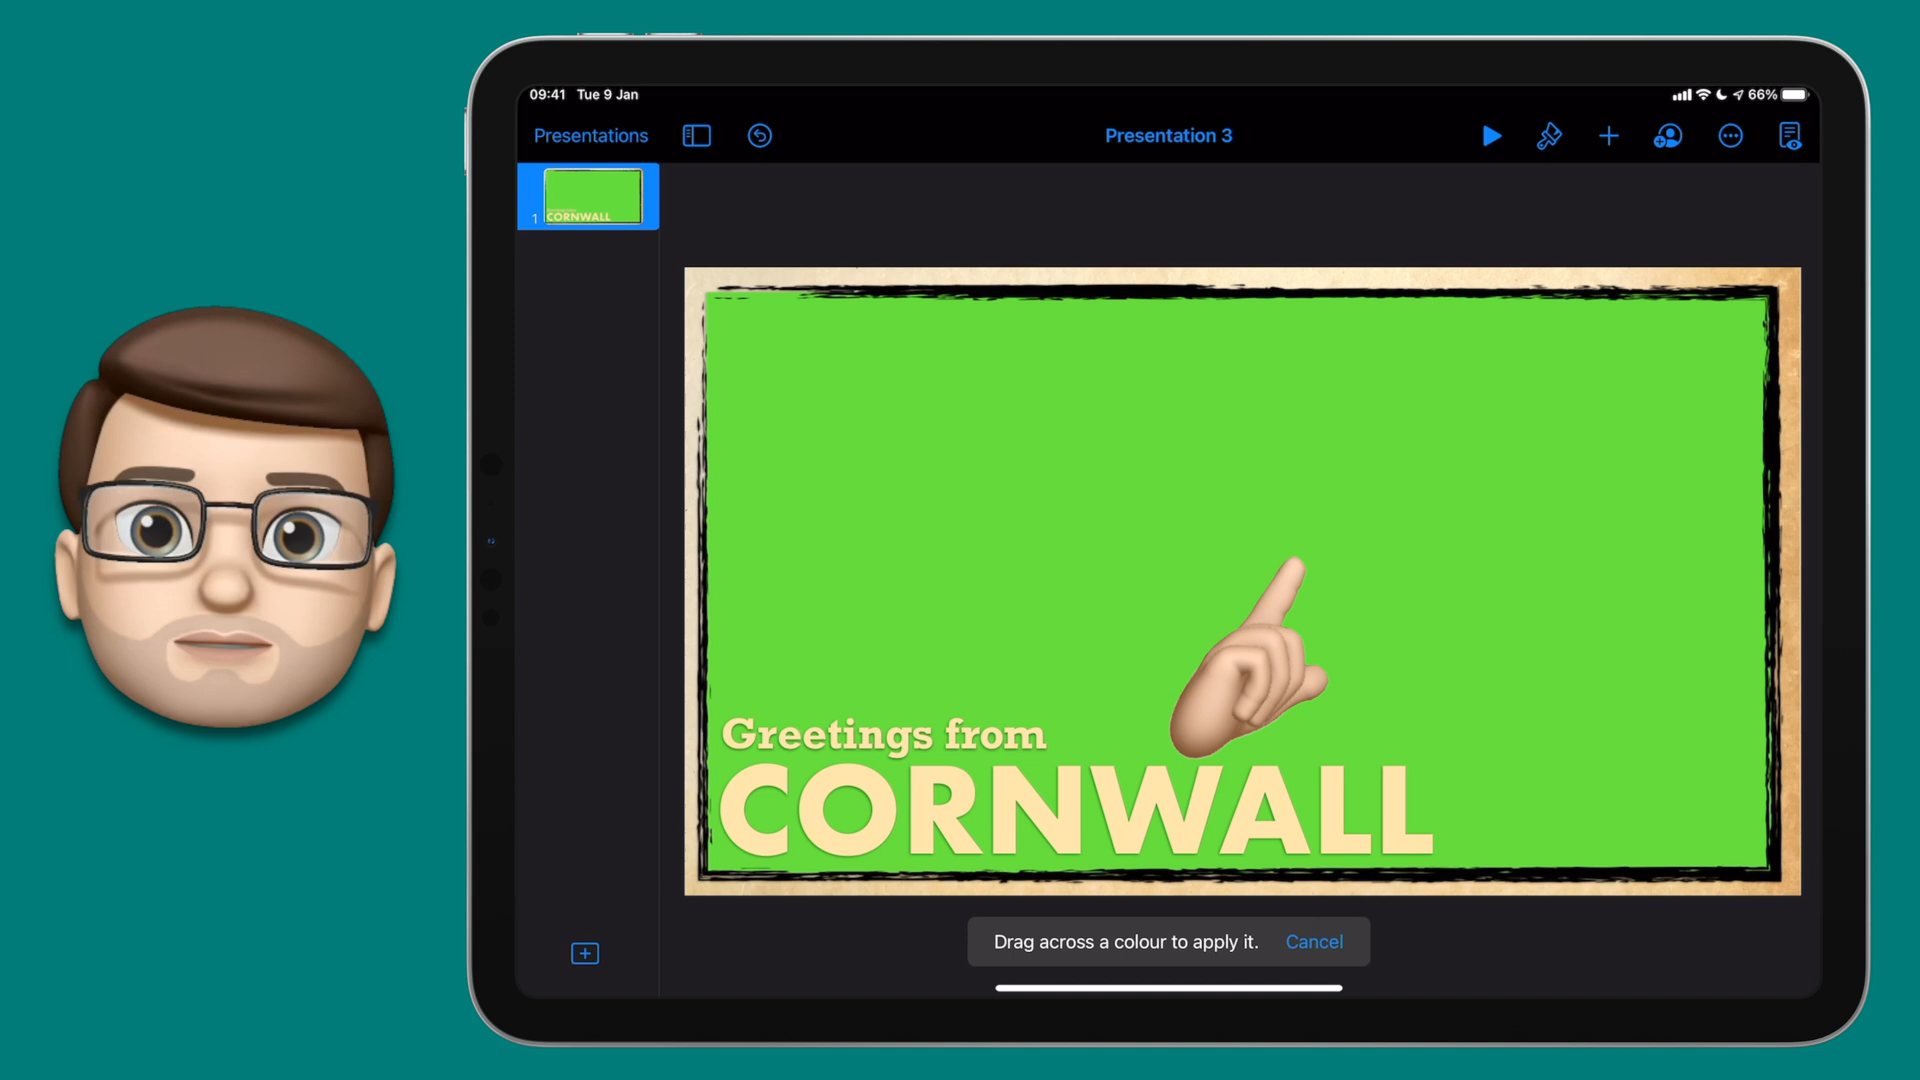 09:41 Tue 9 Jan
66%
Presentations
Presentation 3
1
CORNWALL
Greetings from
CORNWALL
Drag across a colour to apply it. Cancel